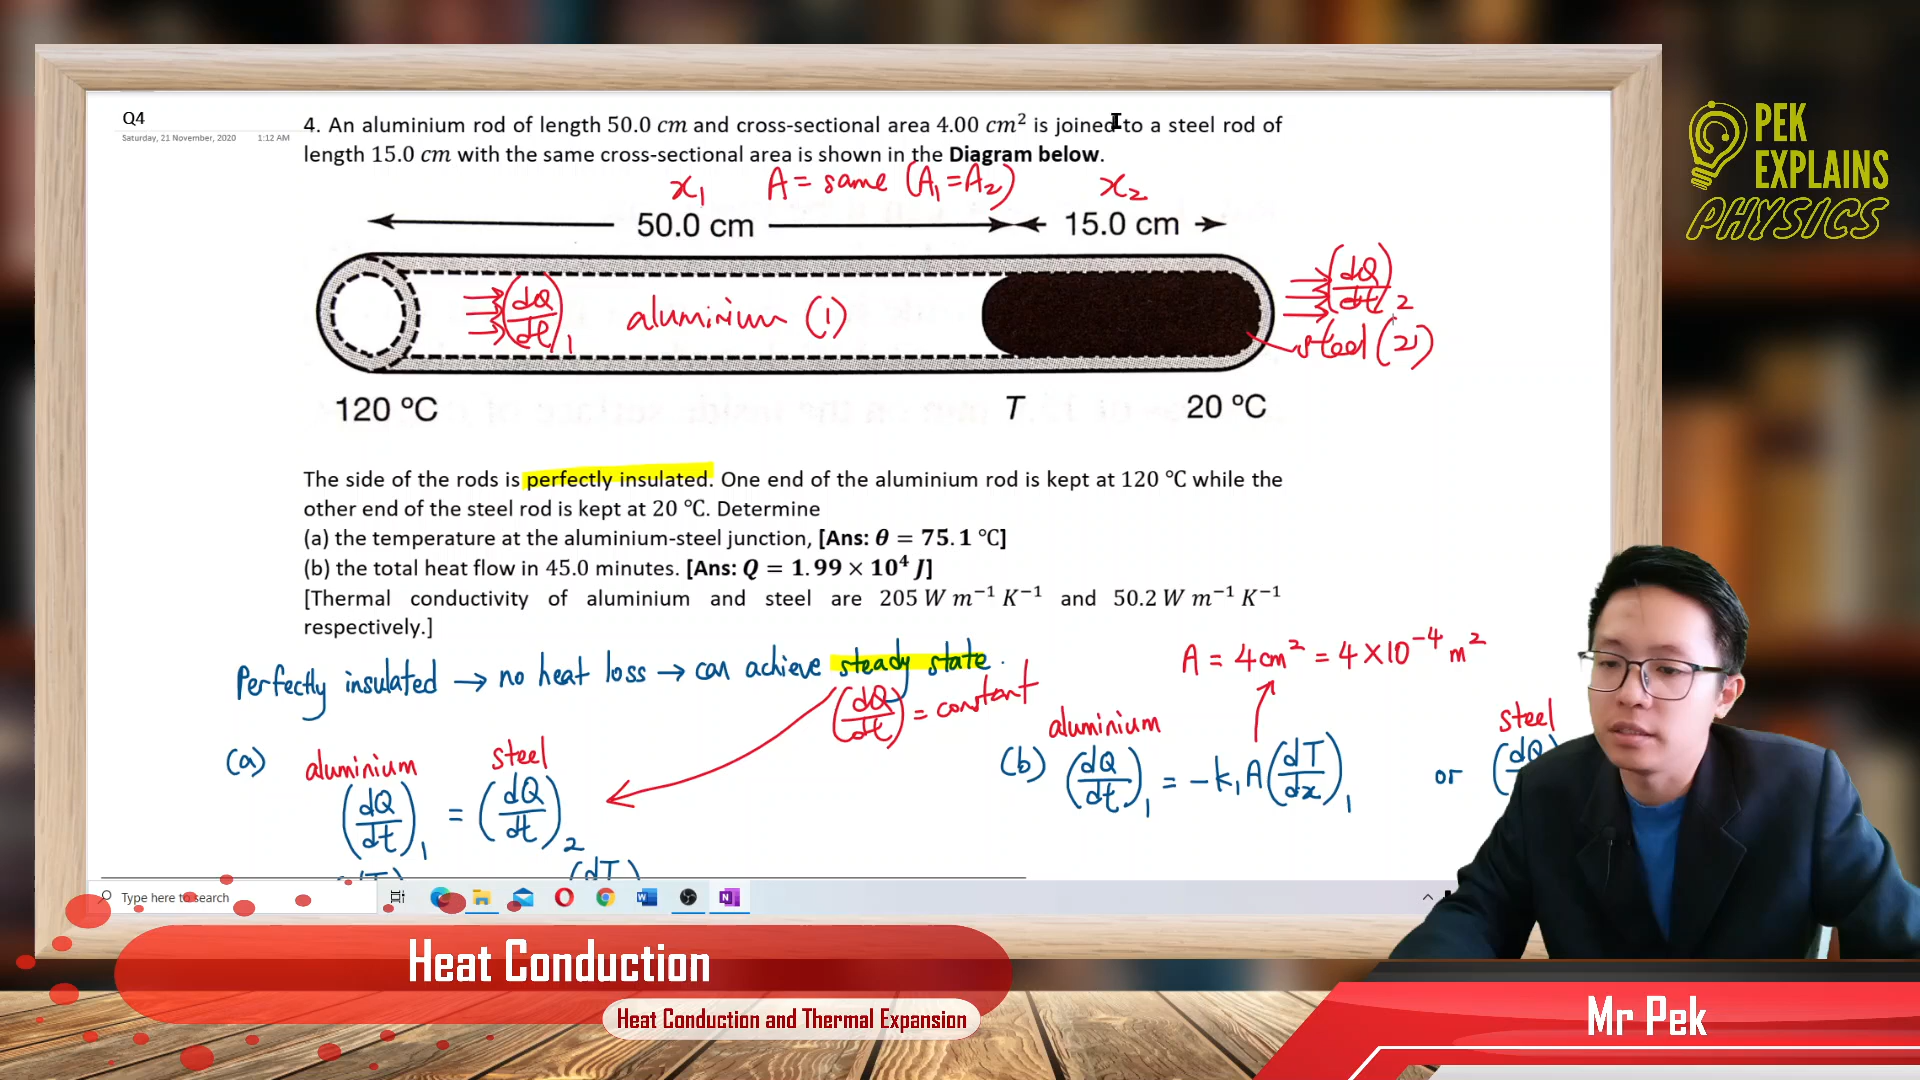 Q4
Saturday, 21 November, 2020 1:12 AM
4. An aluminium rod of length 50.0 cm and cross-sectional area 4.00 cm² is joined to a steel rod of
length 15.0 cm with the same cross-sectional area is shown in the Diagram below.
x₁ A = same (A₁ = A₂) x₂
50.0 cm 15.0 cm
(dQ/dt)₁ aluminium (1)
(dQ/dt)₂
steel (2)
120 °C T 20 °C
The side of the rods is perfectly insulated. One end of the aluminium rod is kept at 120 °C while the
other end of the steel rod is kept at 20 °C. Determine
(a) the temperature at the aluminium-steel junction, [Ans: θ = 75.1 °C]
(b) the total heat flow in 45.0 minutes. [Ans: Q = 1.99 × 10⁴ J]
[Thermal conductivity of aluminium and steel are 205 W m⁻¹ K⁻¹ and 50.2 W m⁻¹ K⁻¹
respectively.]
Perfectly insulated → no heat loss → can achieve steady state.
(dQ/dt) = constant
A = 4cm² = 4×10⁻⁴ m²
(a) aluminium steel
(dQ/dt)₁ = (dQ/dt)₂
(dT)
aluminium steel
(b) (dQ/dt)₁ = -k₁A(dT/dx)₁ or (dQ
Type here to search
PEK
EXPLAINS
PHYSICS
Heat Conduction
Heat Conduction and Thermal Expansion
Mr Pek